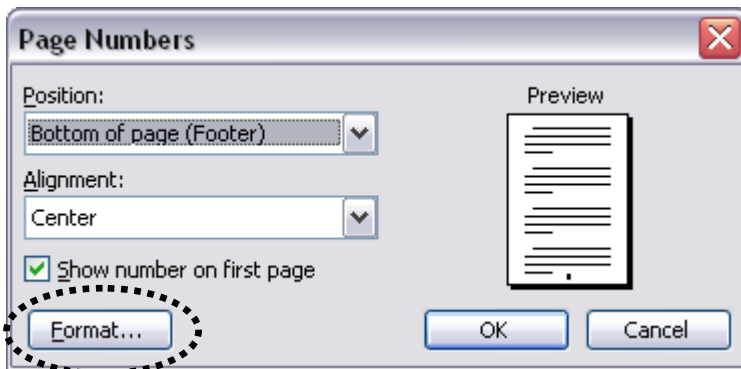 Page Numbers
Position:
Preview
Bottom of page (Footer)
Alignment:
Center
Show number on first page
Format...
OK
Cancel